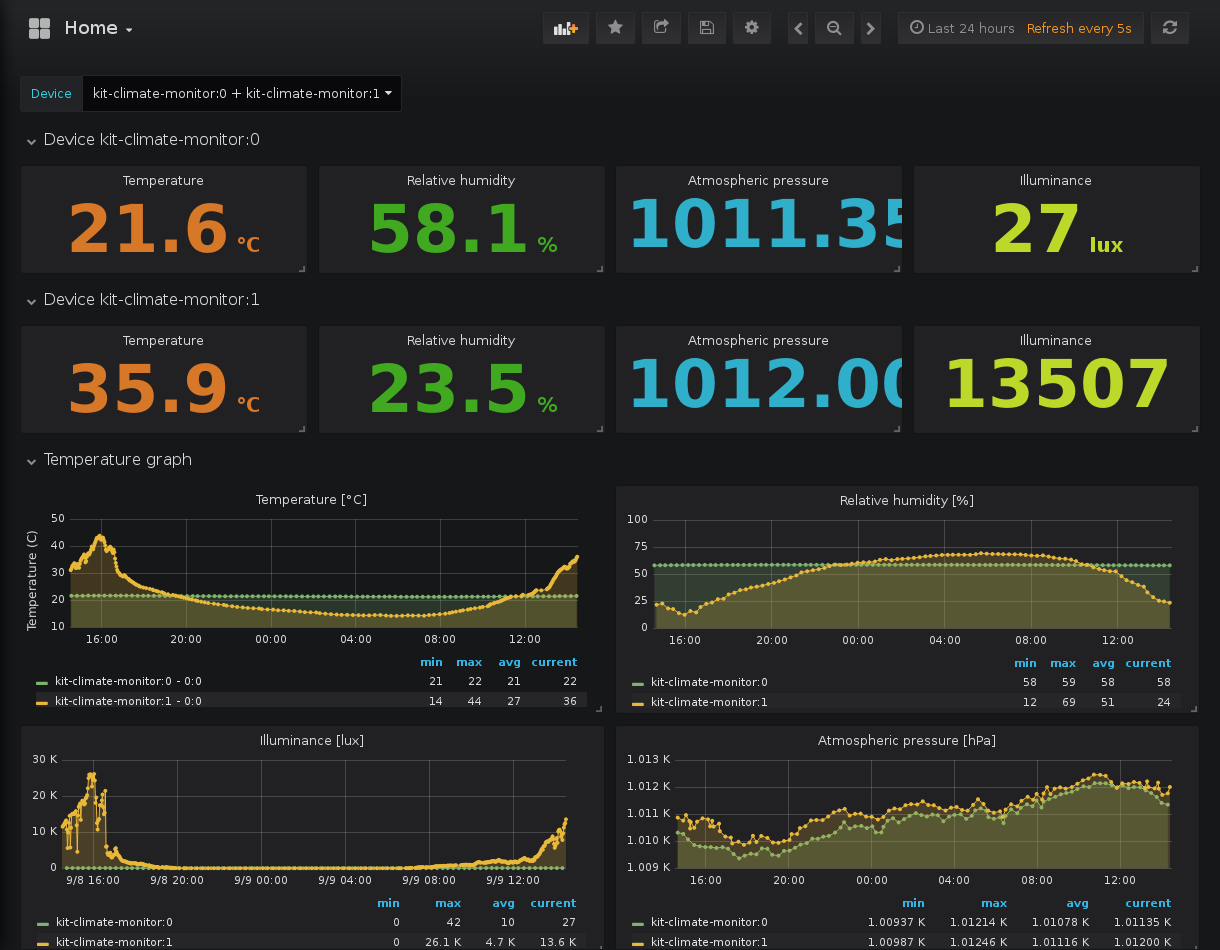 Home
Last 24 hours Refresh every 5s
Device kit-climate-monitor:0 + kit-climate-monitor:1
Device kit-climate-monitor:0
Temperature Relative humidity Atmospheric pressure Illuminance
21.6 °C 58.1 % 1011.35 27 lux
Device kit-climate-monitor:1
Temperature Relative humidity Atmospheric pressure Illuminance
35.9 °C 23.5 % 1012.00 13507
Temperature graph
Temperature [°C]
Temperature (C)
50
40
30
20
10
16:00 20:00 00:00 04:00 08:00 12:00
min max avg current
kit-climate-monitor:0 - 0:0 21 22 21 22
kit-climate-monitor:1 - 0:0 14 44 27 36
Relative humidity [%]
100
75
50
25
0
16:00 20:00 00:00 04:00 08:00 12:00
min max avg current
kit-climate-monitor:0 58 59 58 58
kit-climate-monitor:1 12 69 51 24
Illuminance [lux]
30 K
20 K
10 K
0
9/8 16:00 9/8 20:00 9/9 00:00 9/9 04:00 9/9 08:00 9/9 12:00
min max avg current
kit-climate-monitor:0 0 42 10 27
kit-climate-monitor:1 0 26.1 K 4.7 K 13.6 K
Atmospheric pressure [hPa]
1.013 K
1.012 K
1.011 K
1.010 K
1.009 K
16:00 20:00 00:00 04:00 08:00 12:00
min max avg current
kit-climate-monitor:0 1.00937 K 1.01214 K 1.01078 K 1.01135 K
kit-climate-monitor:1 1.00987 K 1.01246 K 1.01116 K 1.01200 K